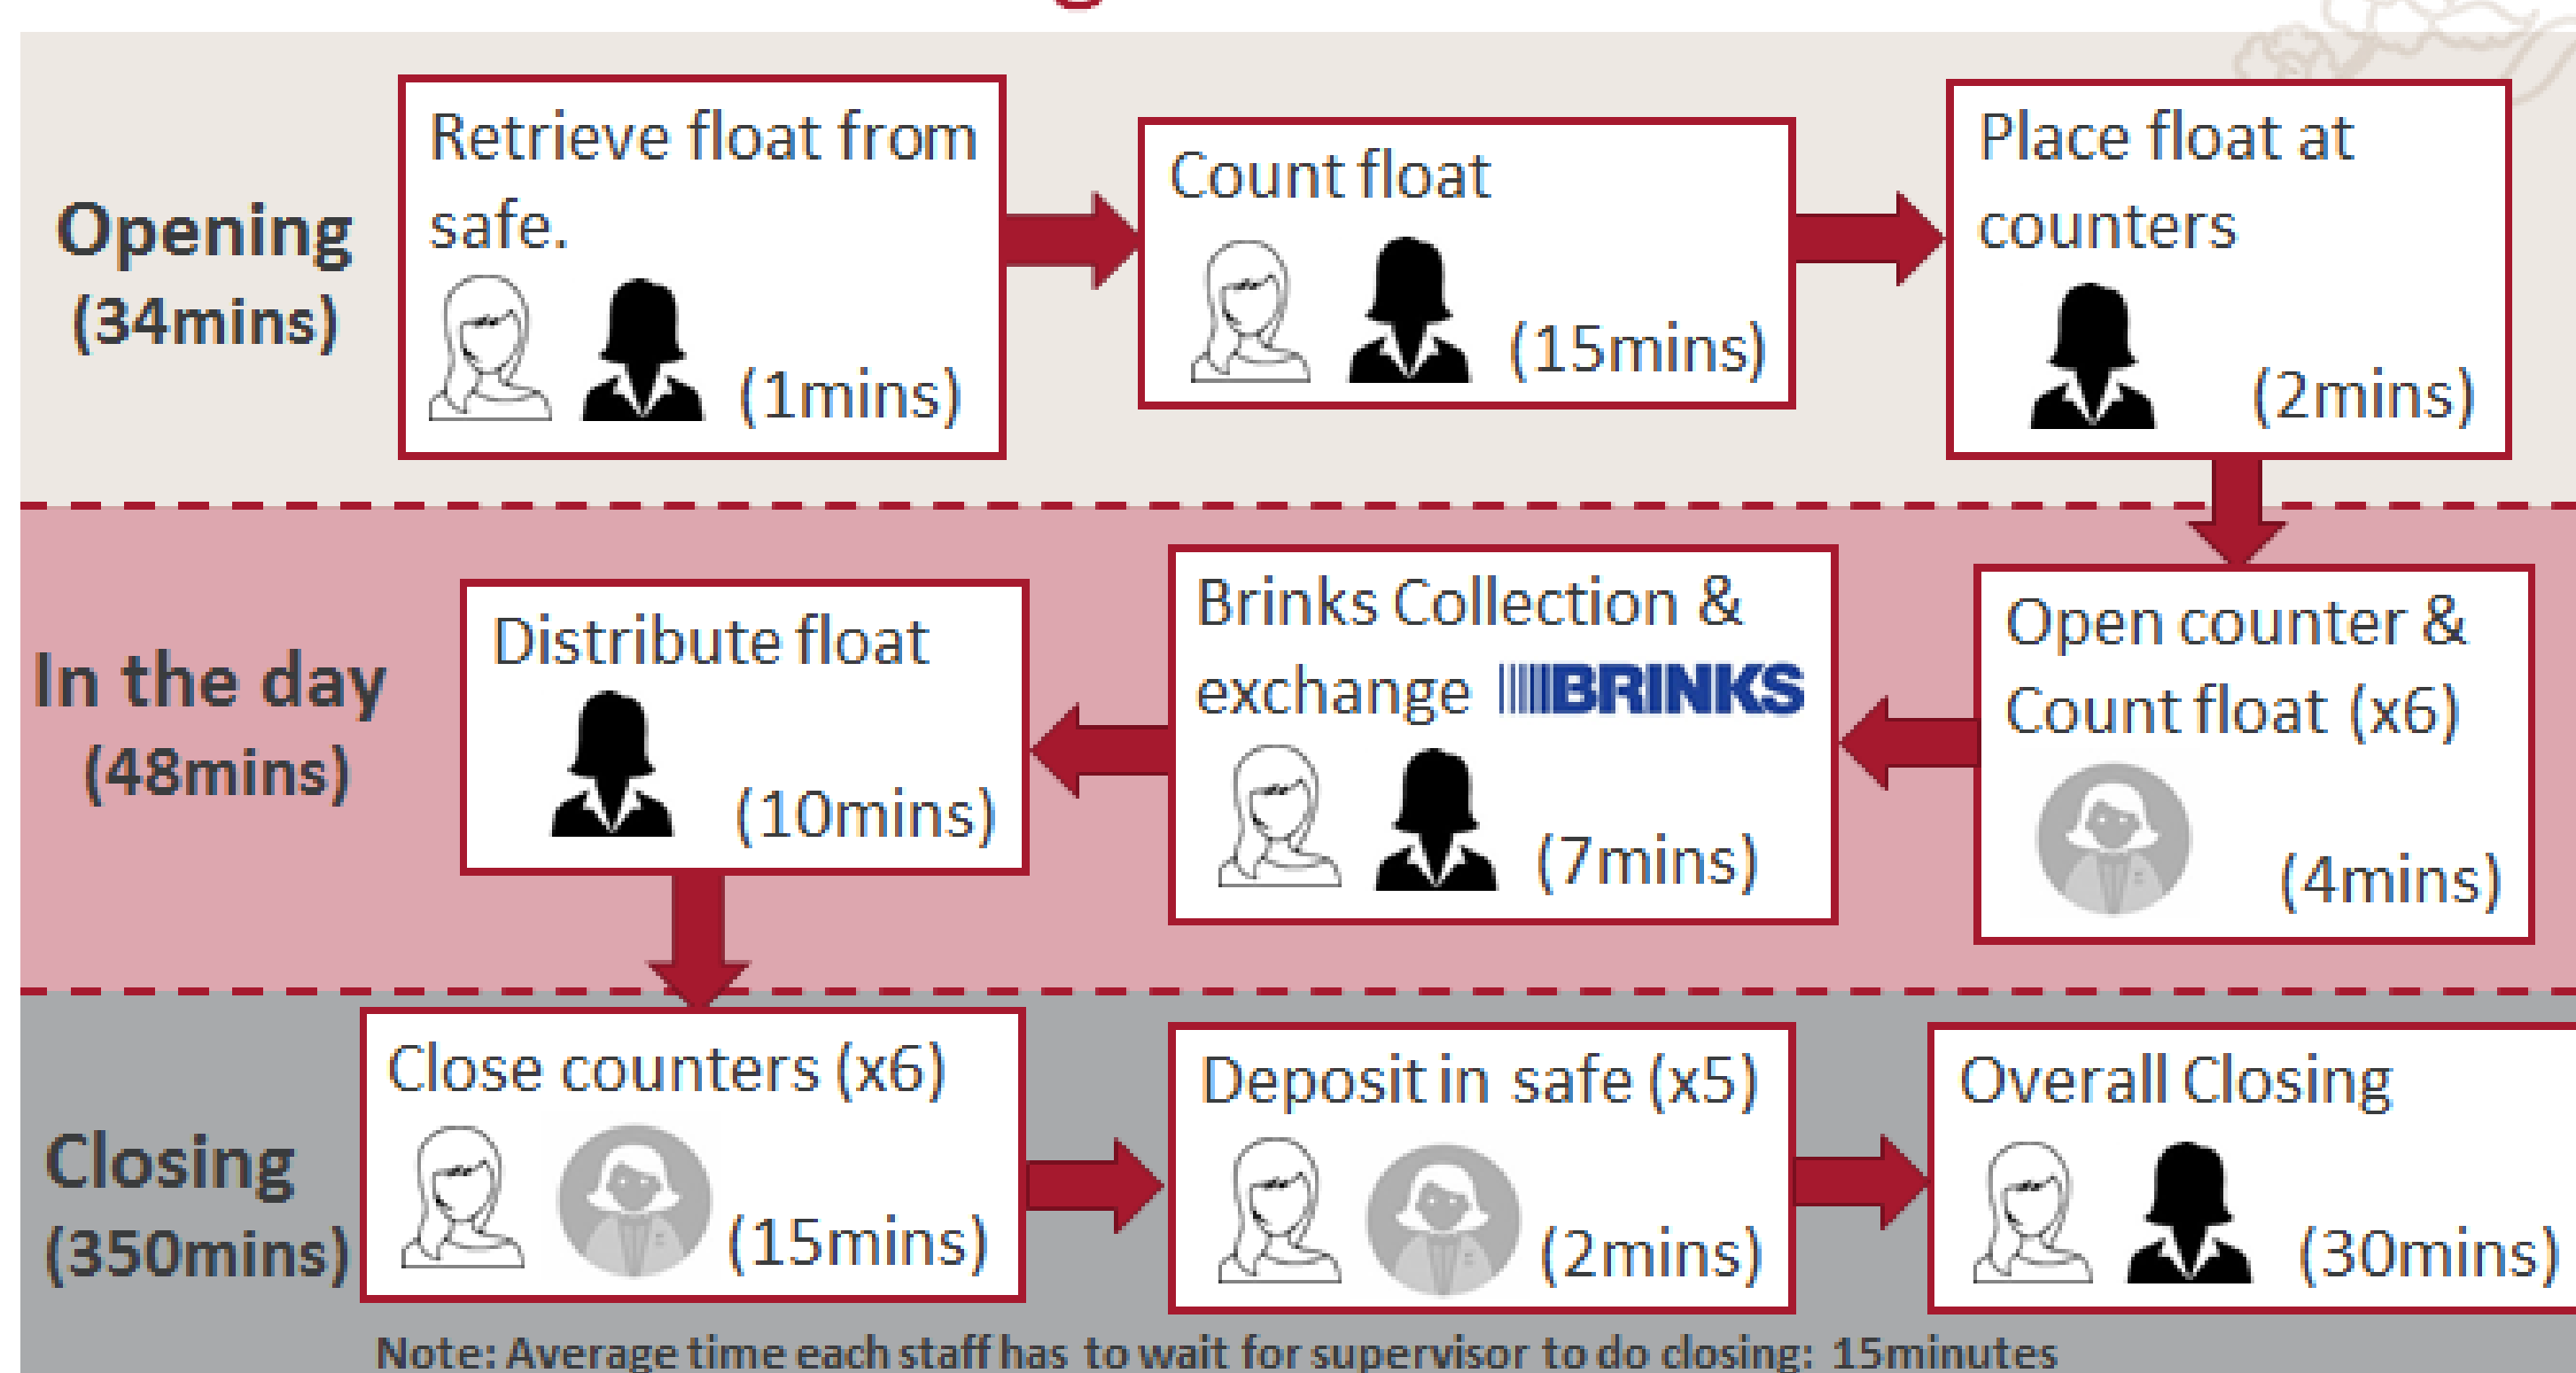 Opening
(34mins)
Retrieve float from
safe.
(1mins)
Count float
(15mins)
Place float at
counters
(2mins)
In the day
(48mins)
Distribute float
(10mins)
Brinks Collection &
exchange BRINKS
(7mins)
Open counter &
Count float (x6)
(4mins)
Closing
(350mins)
Close counters (x6)
(15mins)
Deposit in safe (x5)
(2mins)
Overall Closing
(30mins)
Note: Average time each staff has to wait for supervisor to do closing: 15minutes